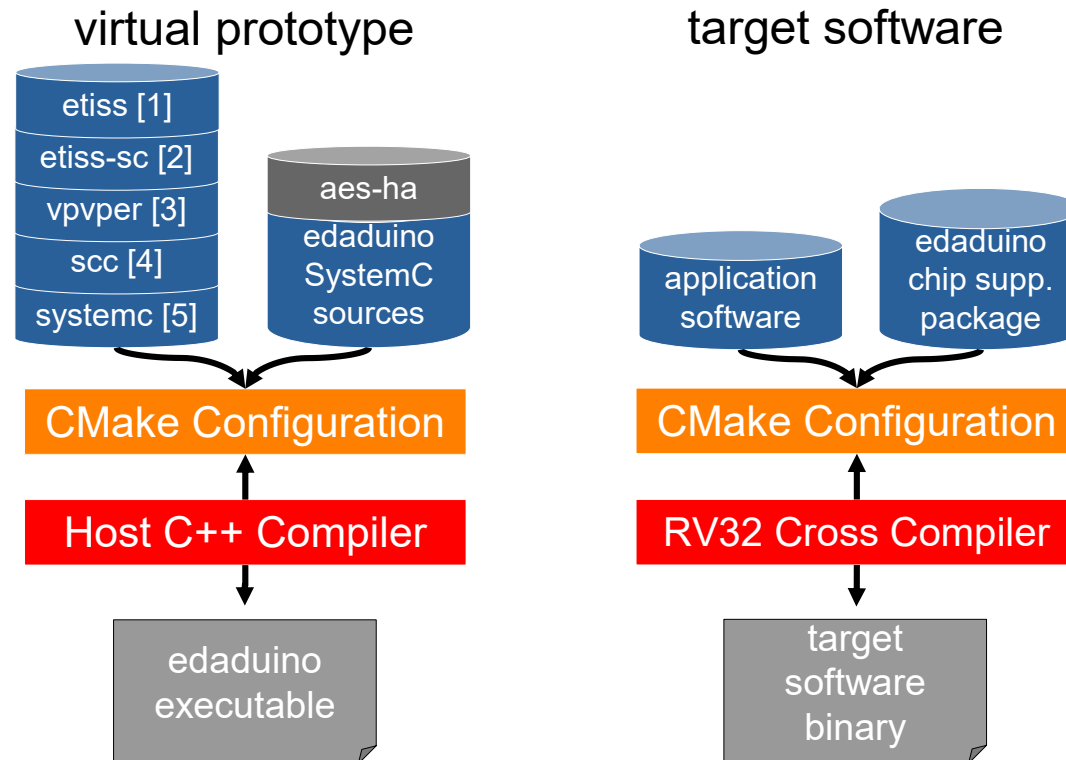 virtual prototype
etiss [1]
etiss-sc [2]
vpvper [3]
scc [4]
systemc [5]
aes-ha
edaduino
SystemC
sources
CMake Configuration
Host C++ Compiler
edaduino
executable
target software
application
software
edaduino
chip supp.
package
CMake Configuration
RV32 Cross Compiler
target
software
binary